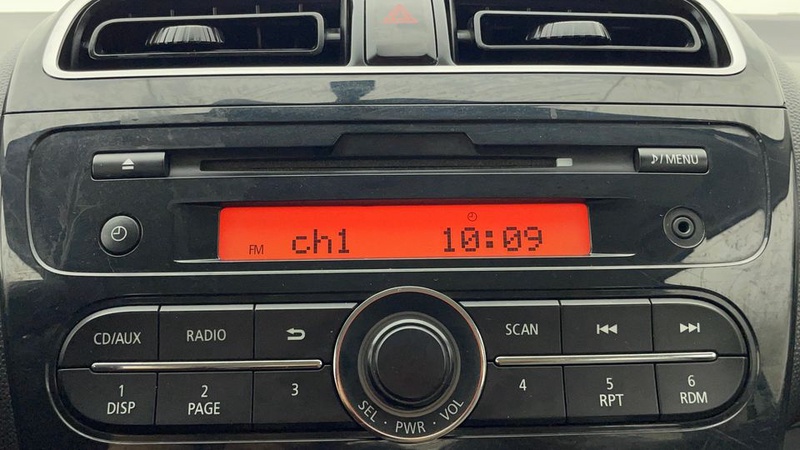 ♪/MENU
FM ch1 10:09
CD/AUX RADIO SCAN
1 2 3 4 5 6
DISP PAGE RPT RDM
SEL · PWR · VOL